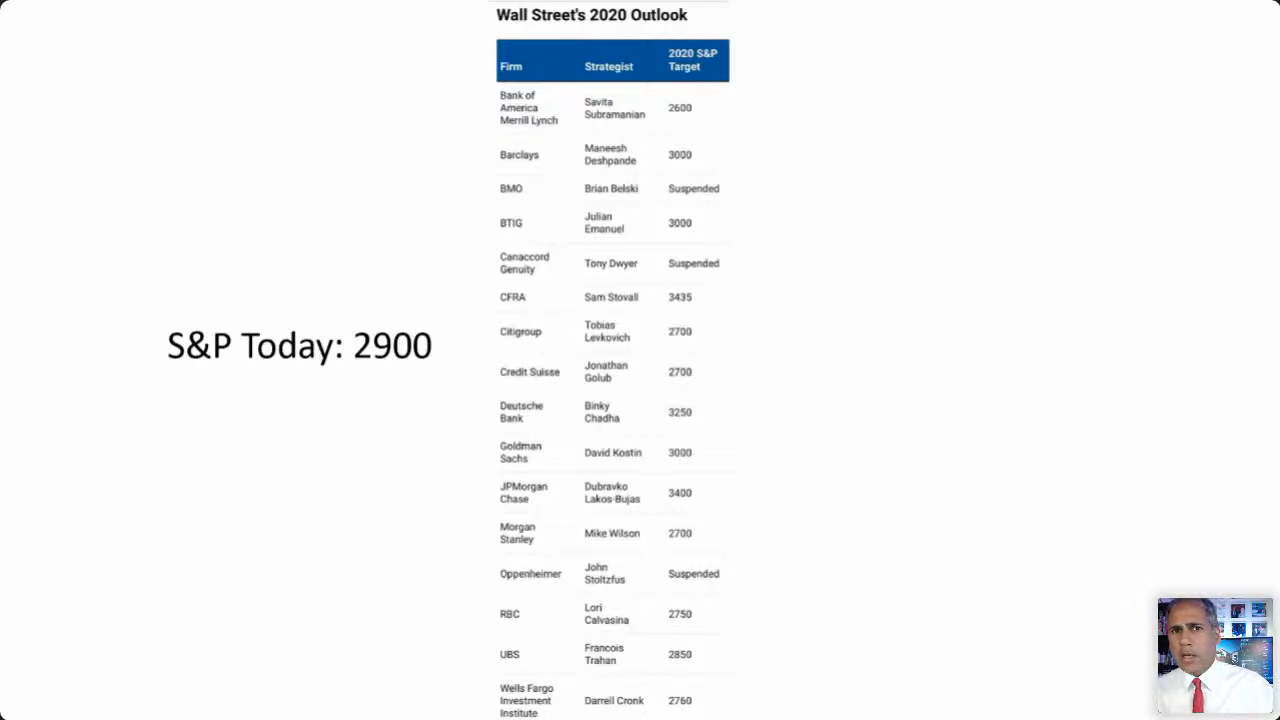 Wall Street's 2020 Outlook
Firm Strategist 2020 S&P Target
Bank of America Merrill Lynch Savita Subramanian 2600
Barclays Maneesh Deshpande 3000
BMO Brian Belski Suspended
BTIG Julian Emanuel 3000
Canaccord Genuity Tony Dwyer Suspended
CFRA Sam Stovall 3435
Citigroup Tobias Levkovich 2700
Credit Suisse Jonathan Golub 2700
Deutsche Bank Binky Chadha 3250
Goldman Sachs David Kostin 3000
JPMorgan Chase Dubravko Lakos-Bujas 3400
Morgan Stanley Mike Wilson 2700
Oppenheimer John Stoltzfus Suspended
RBC Lori Calvasina 2750
UBS Francois Trahan 2850
Wells Fargo Investment Institute Darrell Cronk 2760
S&P Today: 2900